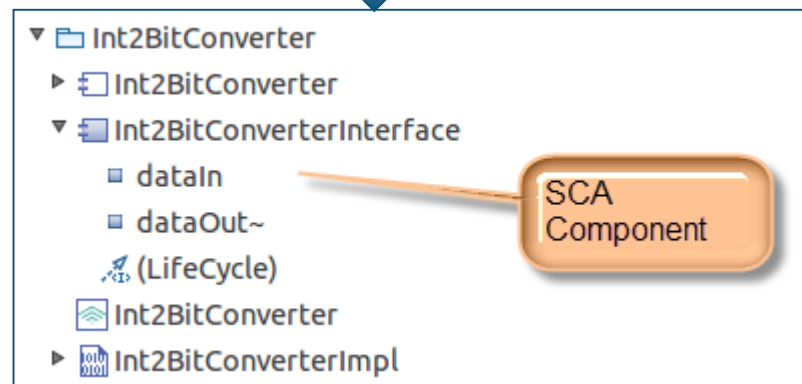 Int2BitConverter
Int2BitConverter
Int2BitConverterInterface
dataIn
dataOut~
(LifeCycle)
Int2BitConverter
Int2BitConverterImpl
SCA
Component